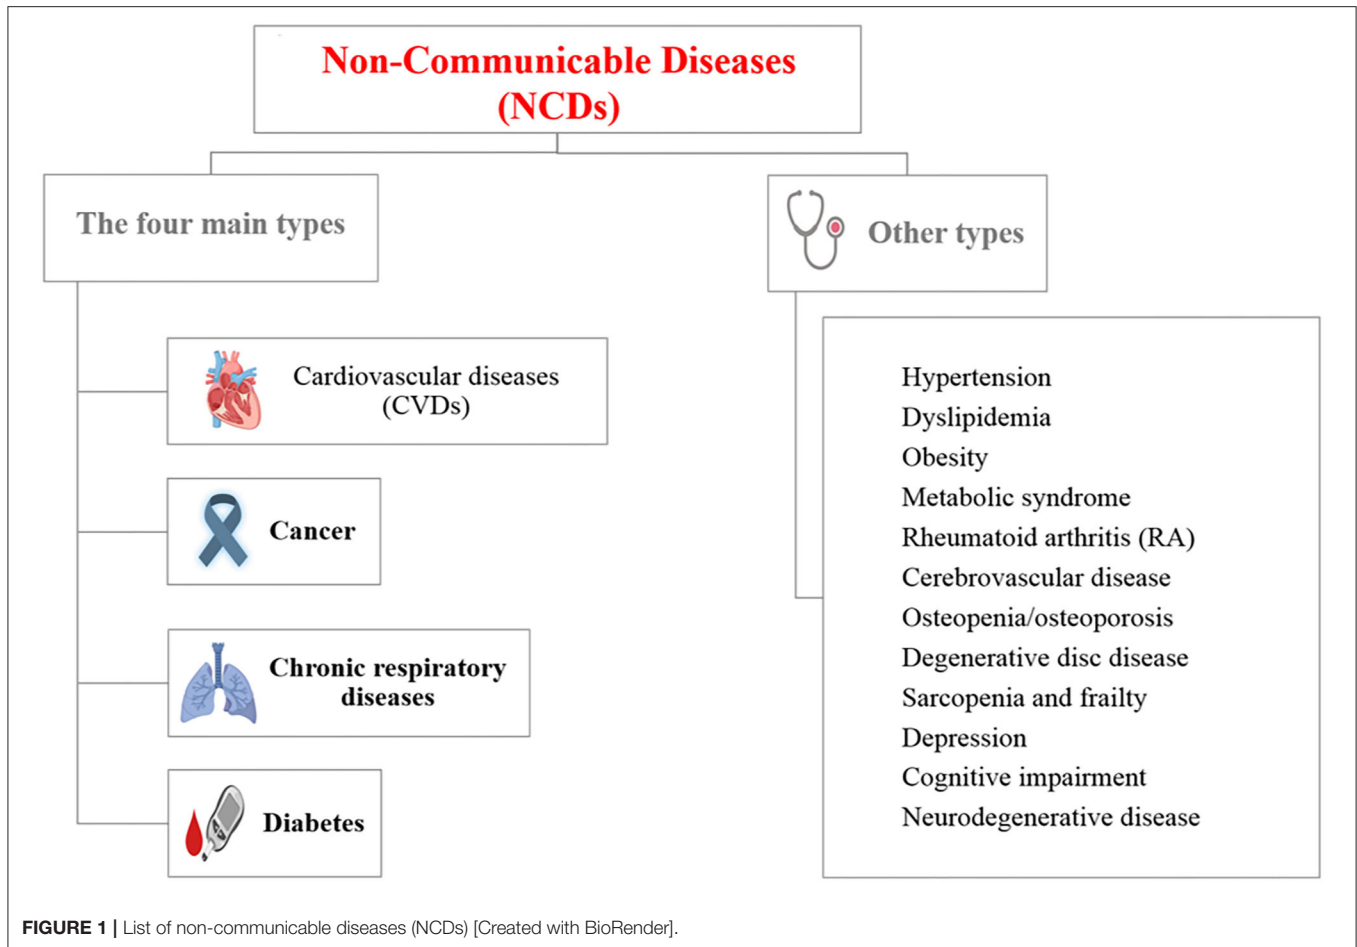 Non-Communicable Diseases
(NCDs)
The four main types
Other types
Cardiovascular diseases
(CVDs)
Cancer
Chronic respiratory
diseases
Diabetes
Hypertension
Dyslipidemia
Obesity
Metabolic syndrome
Rheumatoid arthritis (RA)
Cerebrovascular disease
Osteopenia/osteoporosis
Degenerative disc disease
Sarcopenia and frailty
Depression
Cognitive impairment
Neurodegenerative disease
FIGURE 1 | List of non-communicable diseases (NCDs) [Created with BioRender].